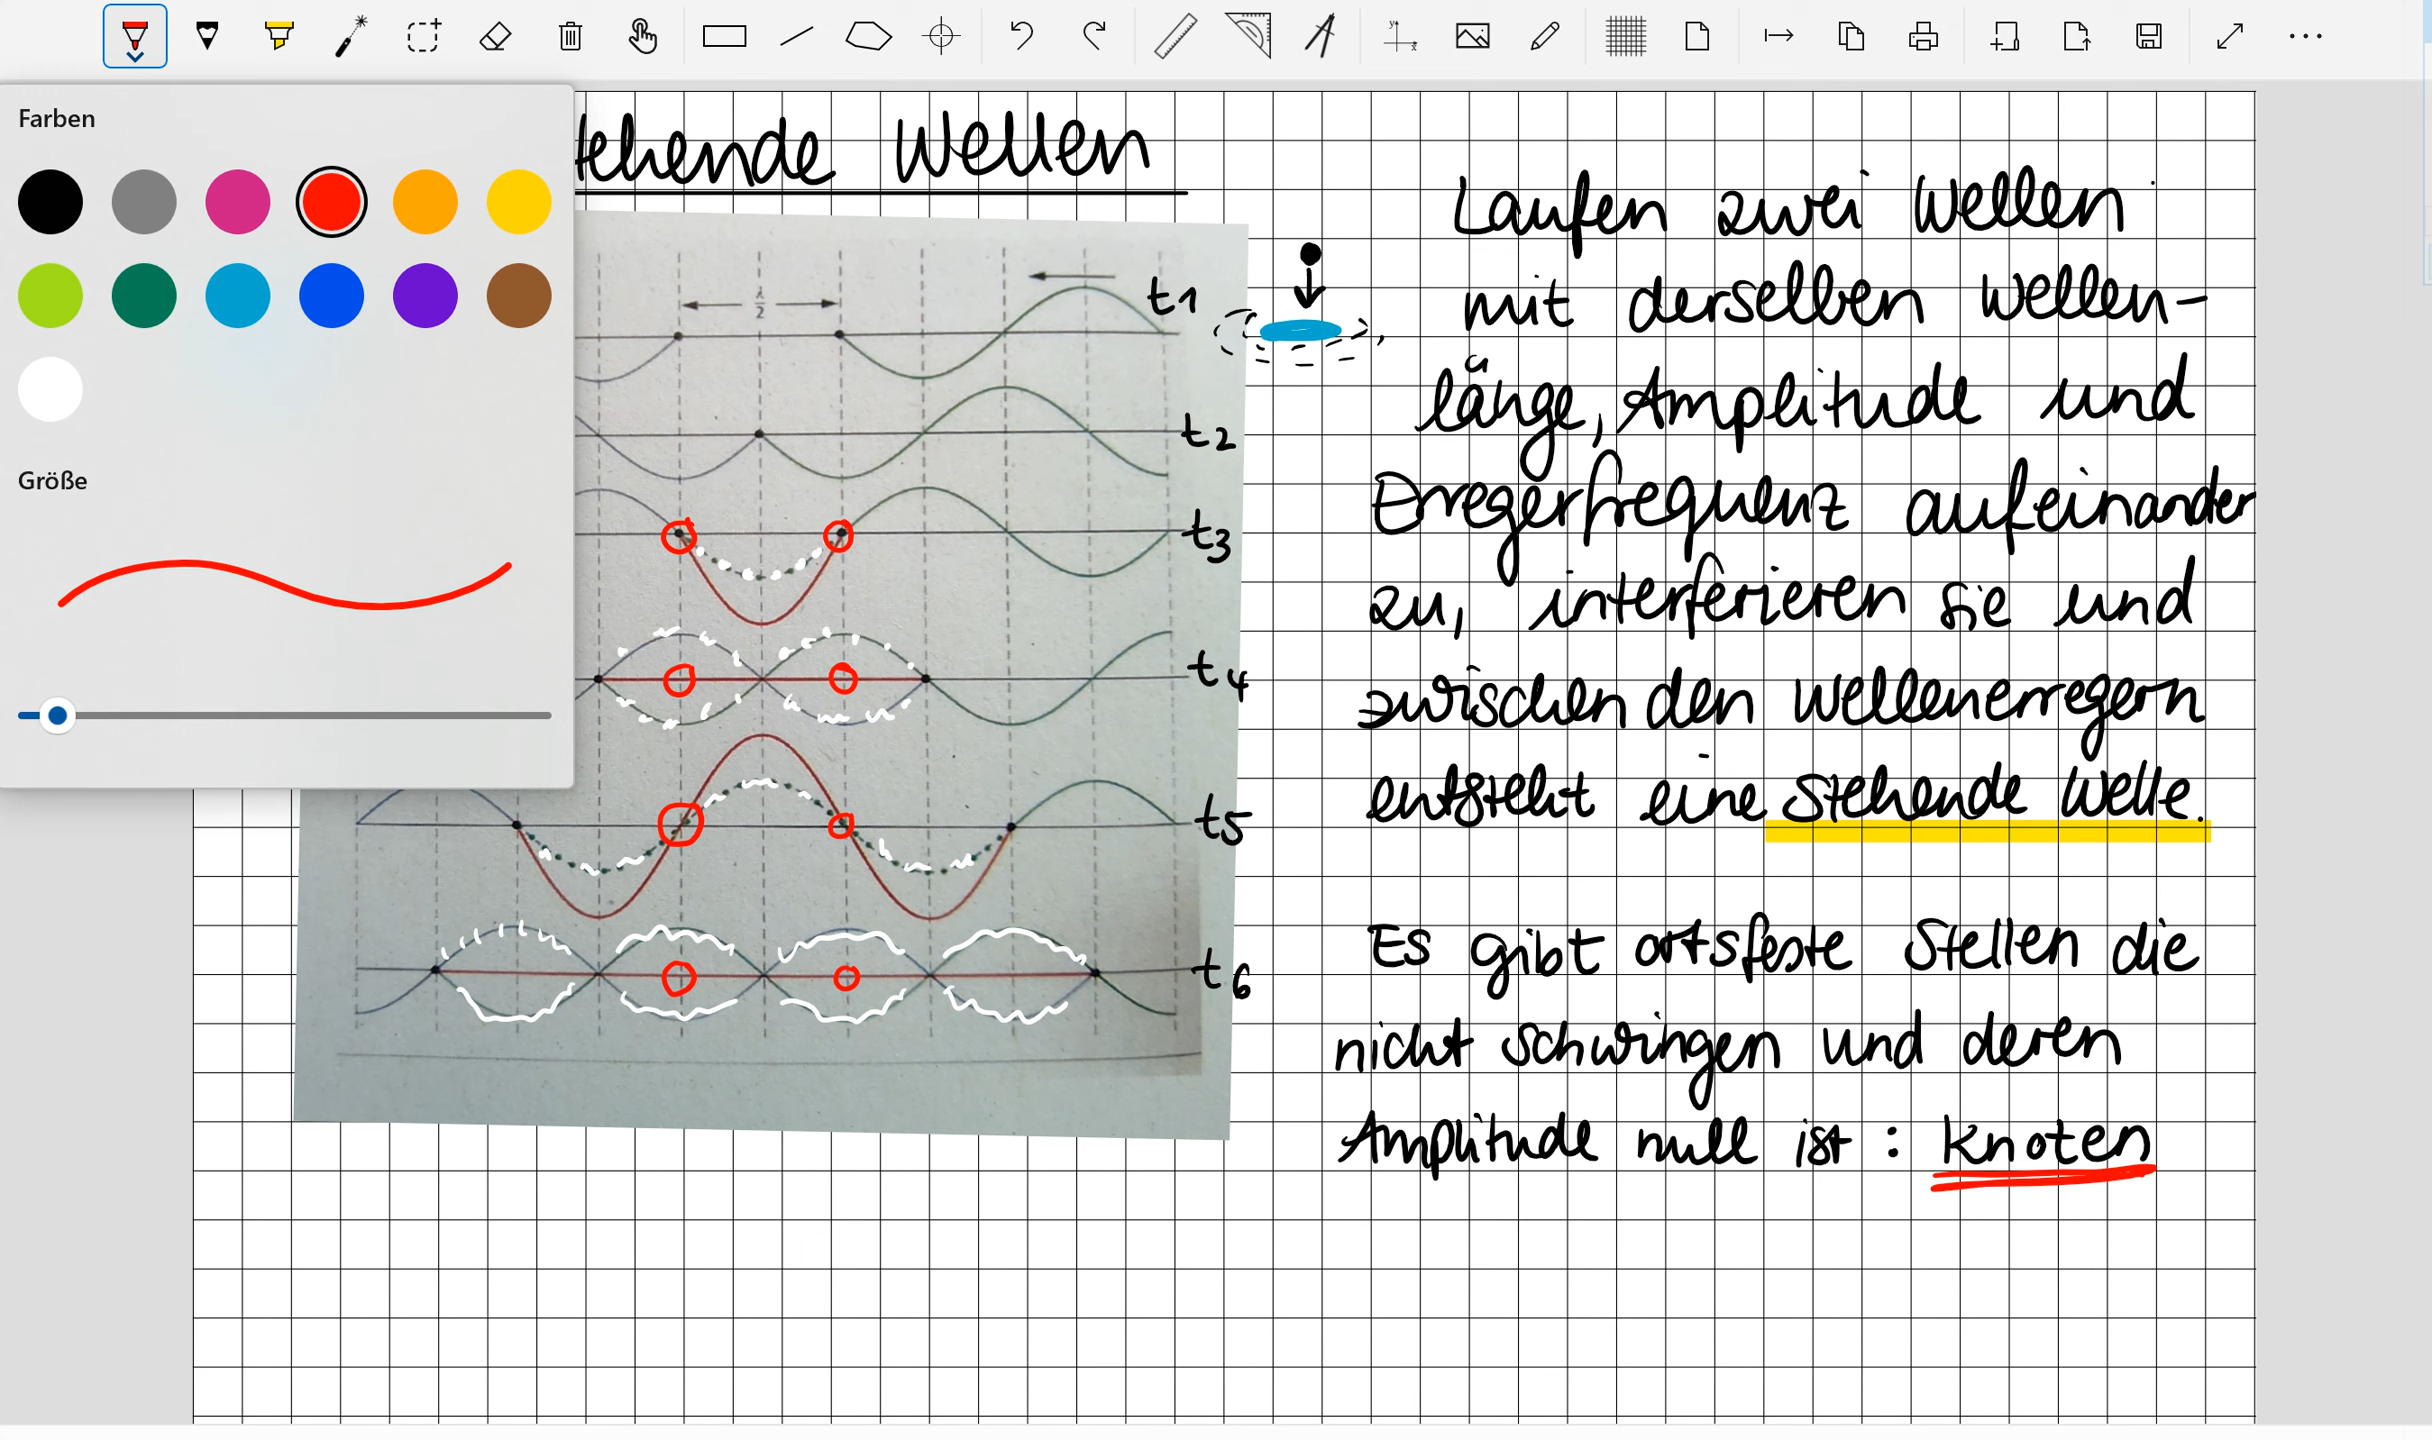 Farben
Größe
tehende Wellen
λ/2
t1
t2
t3
t4
t5
t6
Laufen zwei Wellen
mit derselben Wellen-
länge, Amplitude und
Erregerfrequenz aufeinander
zu, interferieren sie und
zwischen den Wellenerregern
entsteht eine stehende Welle.
Es gibt ortsfeste Stellen die
nicht schwingen und deren
Amplitude null ist : Knoten